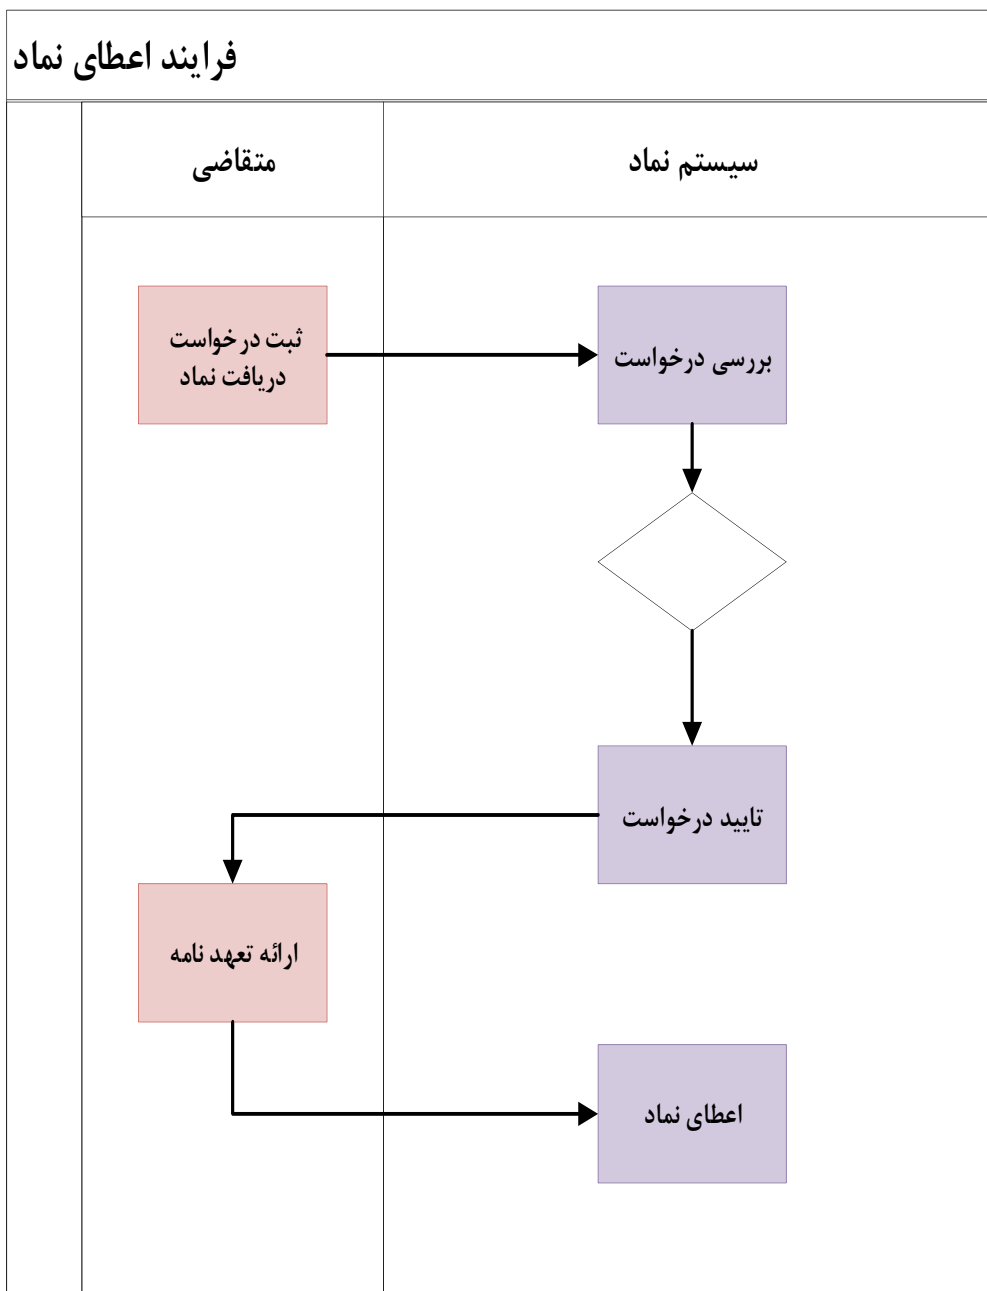 فرایند اعطای نماد
متقاضی
سیستم نماد
ثبت درخواست
دریافت نماد
بررسی درخواست
تایید درخواست
ارائه تعهد نامه
اعطای نماد